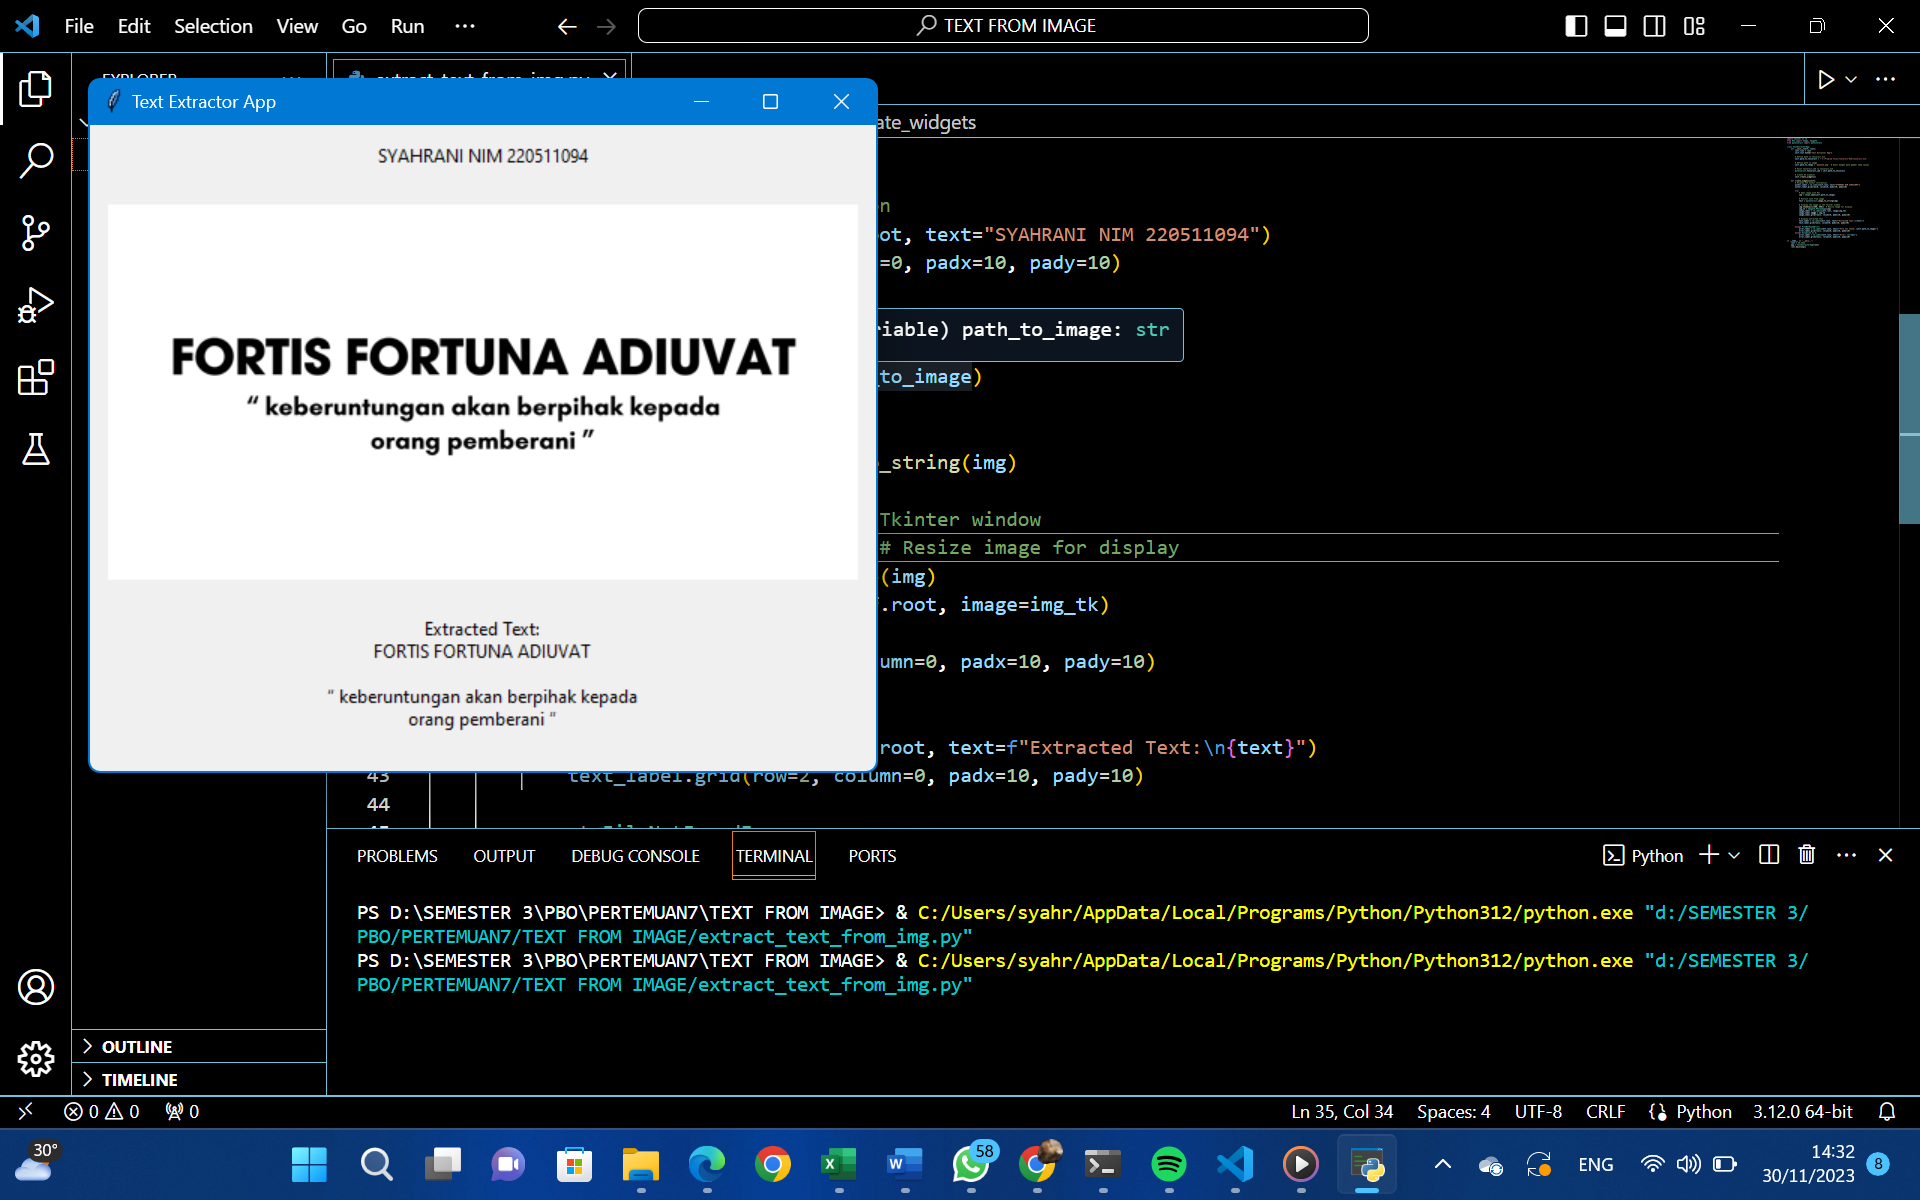 File Edit Selection View Go Run ···
TEXT FROM IMAGE
EXPLORER
extract_text_from_img.py
Text Extractor App
ate_widgets
SYAHRANI NIM 220511094
FORTIS FORTUNA ADIUVAT
“ keberuntungan akan berpihak kepada
orang pemberani ”
Extracted Text:
FORTIS FORTUNA ADIUVAT
“ keberuntungan akan berpihak kepada
orang pemberani “
n
ot, text="SYAHRANI NIM 220511094")
=0, padx=10, pady=10)
riable) path_to_image: str
_to_image)
_string(img)
Tkinter window
# Resize image for display
(img)
.root, image=img_tk)
umn=0, padx=10, pady=10)
root, text=f"Extracted Text:\n{text}")
43 text_label.grid(row=2, column=0, padx=10, pady=10)
44
PROBLEMS OUTPUT DEBUG CONSOLE TERMINAL PORTS
Python
PS D:\SEMESTER 3\PBO\PERTEMUAN7\TEXT FROM IMAGE> & C:/Users/syahr/AppData/Local/Programs/Python/Python312/python.exe "d:/SEMESTER 3/
PBO/PERTEMUAN7/TEXT FROM IMAGE/extract_text_from_img.py"
PS D:\SEMESTER 3\PBO\PERTEMUAN7\TEXT FROM IMAGE> & C:/Users/syahr/AppData/Local/Programs/Python/Python312/python.exe "d:/SEMESTER 3/
PBO/PERTEMUAN7/TEXT FROM IMAGE/extract_text_from_img.py"
OUTLINE
TIMELINE
0 0 0
Ln 35, Col 34 Spaces: 4 UTF-8 CRLF Python 3.12.0 64-bit
30°
58
ENG
14:32
30/11/2023
8